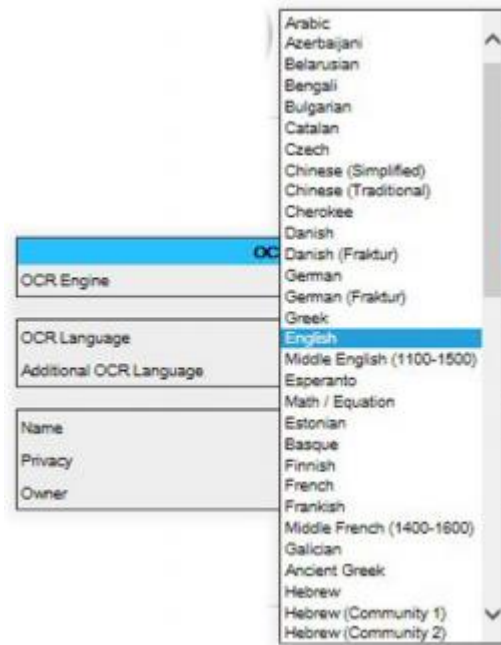 OC
OCR Engine
OCR Language
Additional OCR Language
Name
Privacy
Owner
Arabic
Azerbaijani
Belarusian
Bengali
Bulgarian
Catalan
Czech
Chinese (Simplified)
Chinese (Traditional)
Cherokee
Danish
Danish (Fraktur)
German
German (Fraktur)
Greek
English
Middle English (1100-1500)
Esperanto
Math / Equation
Estonian
Basque
Finnish
French
Frankish
Middle French (1400-1600)
Galician
Ancient Greek
Hebrew
Hebrew (Community 1)
Hebrew (Community 2)